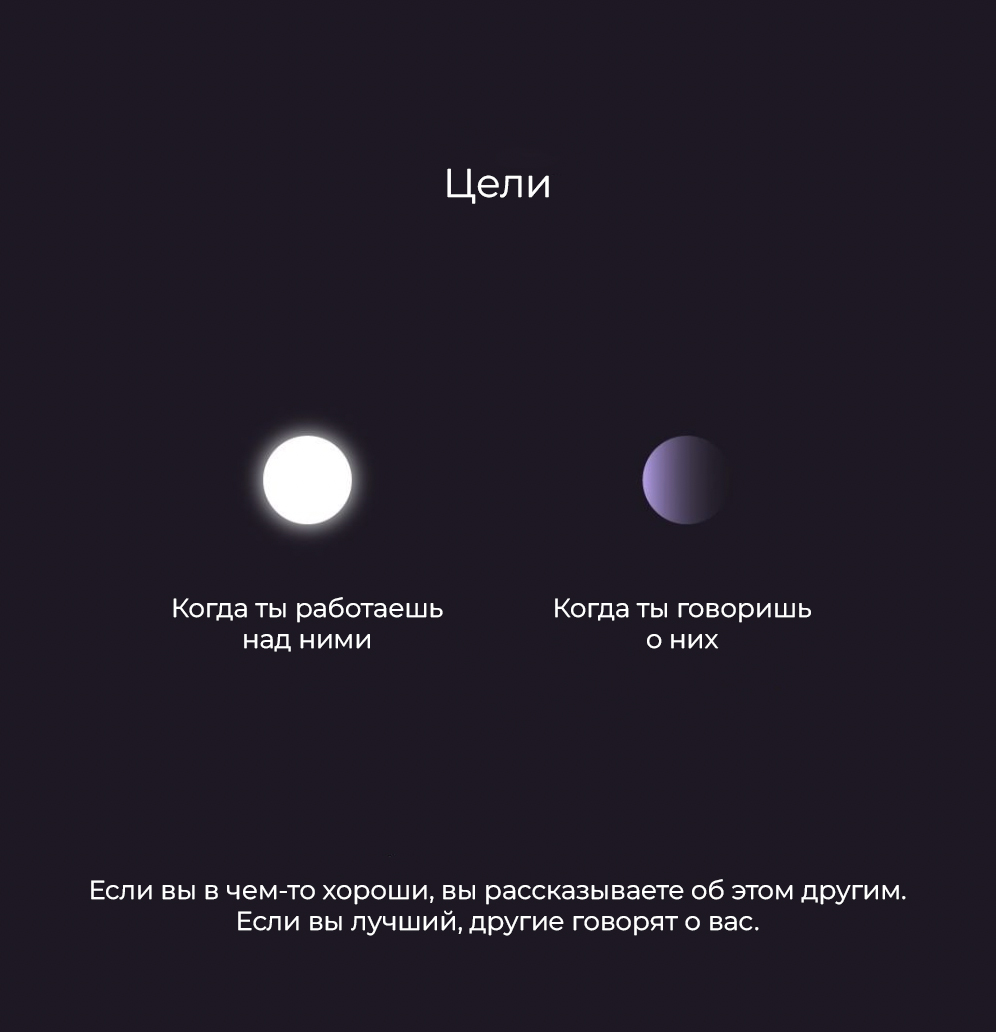 Цели
Когда ты работаешь
над ними
Когда ты говоришь
о них
Если вы в чем-то хороши, вы рассказываете об этом другим.
Если вы лучший, другие говорят о вас.